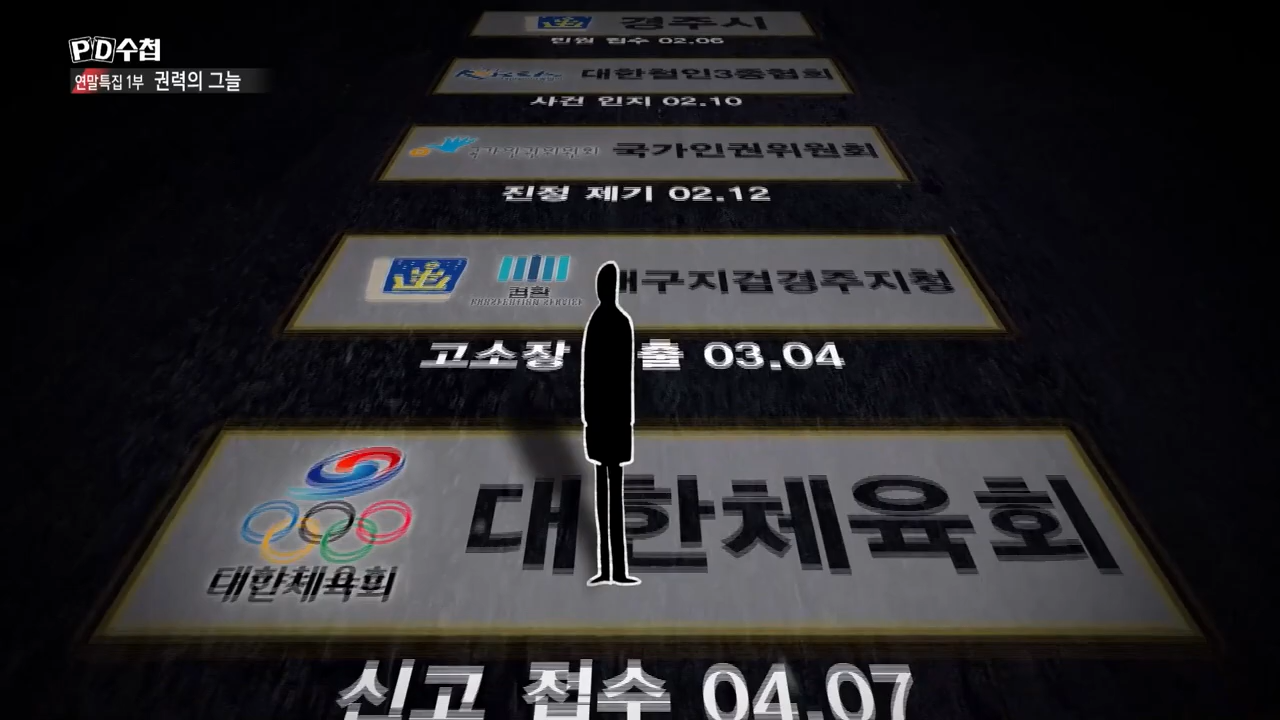 PD수첩
연말특집 1부 권력의 그늘
경주시
민원 접수 02.06
대한철인3종협회
사건 인지 02.10
국가인권위원회 국가인권위원회
진정 제기 02.12
검찰 대구지검경주지청
PROSECUTION SERVICE
고소장 출 03.04
대한체육회
대한체육회
신고 접수 04.07